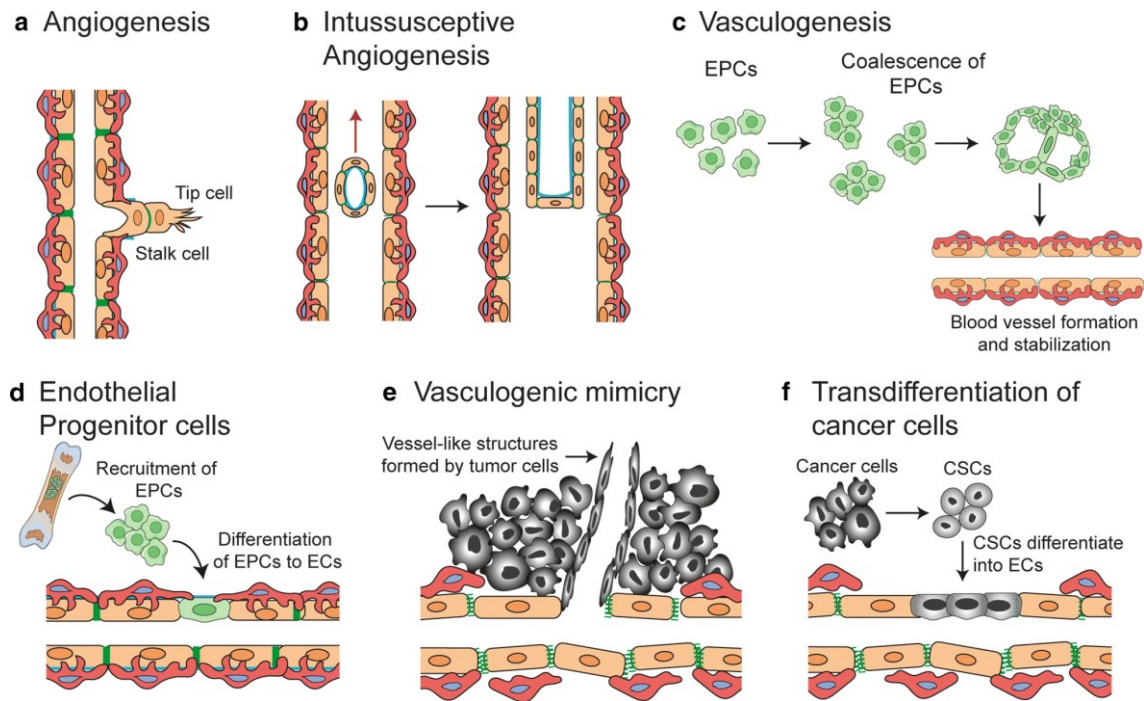 a Angiogenesis
Tip cell
Stalk cell
b Intussusceptive
Angiogenesis
c Vasculogenesis
EPCs
Coalescence of
EPCs
Blood vessel formation
and stabilization
d Endothelial
Progenitor cells
Recruitment of
EPCs
Differentiation
of EPCs to ECs
e Vasculogenic mimicry
Vessel-like structures
formed by tumor cells
f Transdifferentiation of
cancer cells
Cancer cells
CSCs
CSCs differentiate
into ECs